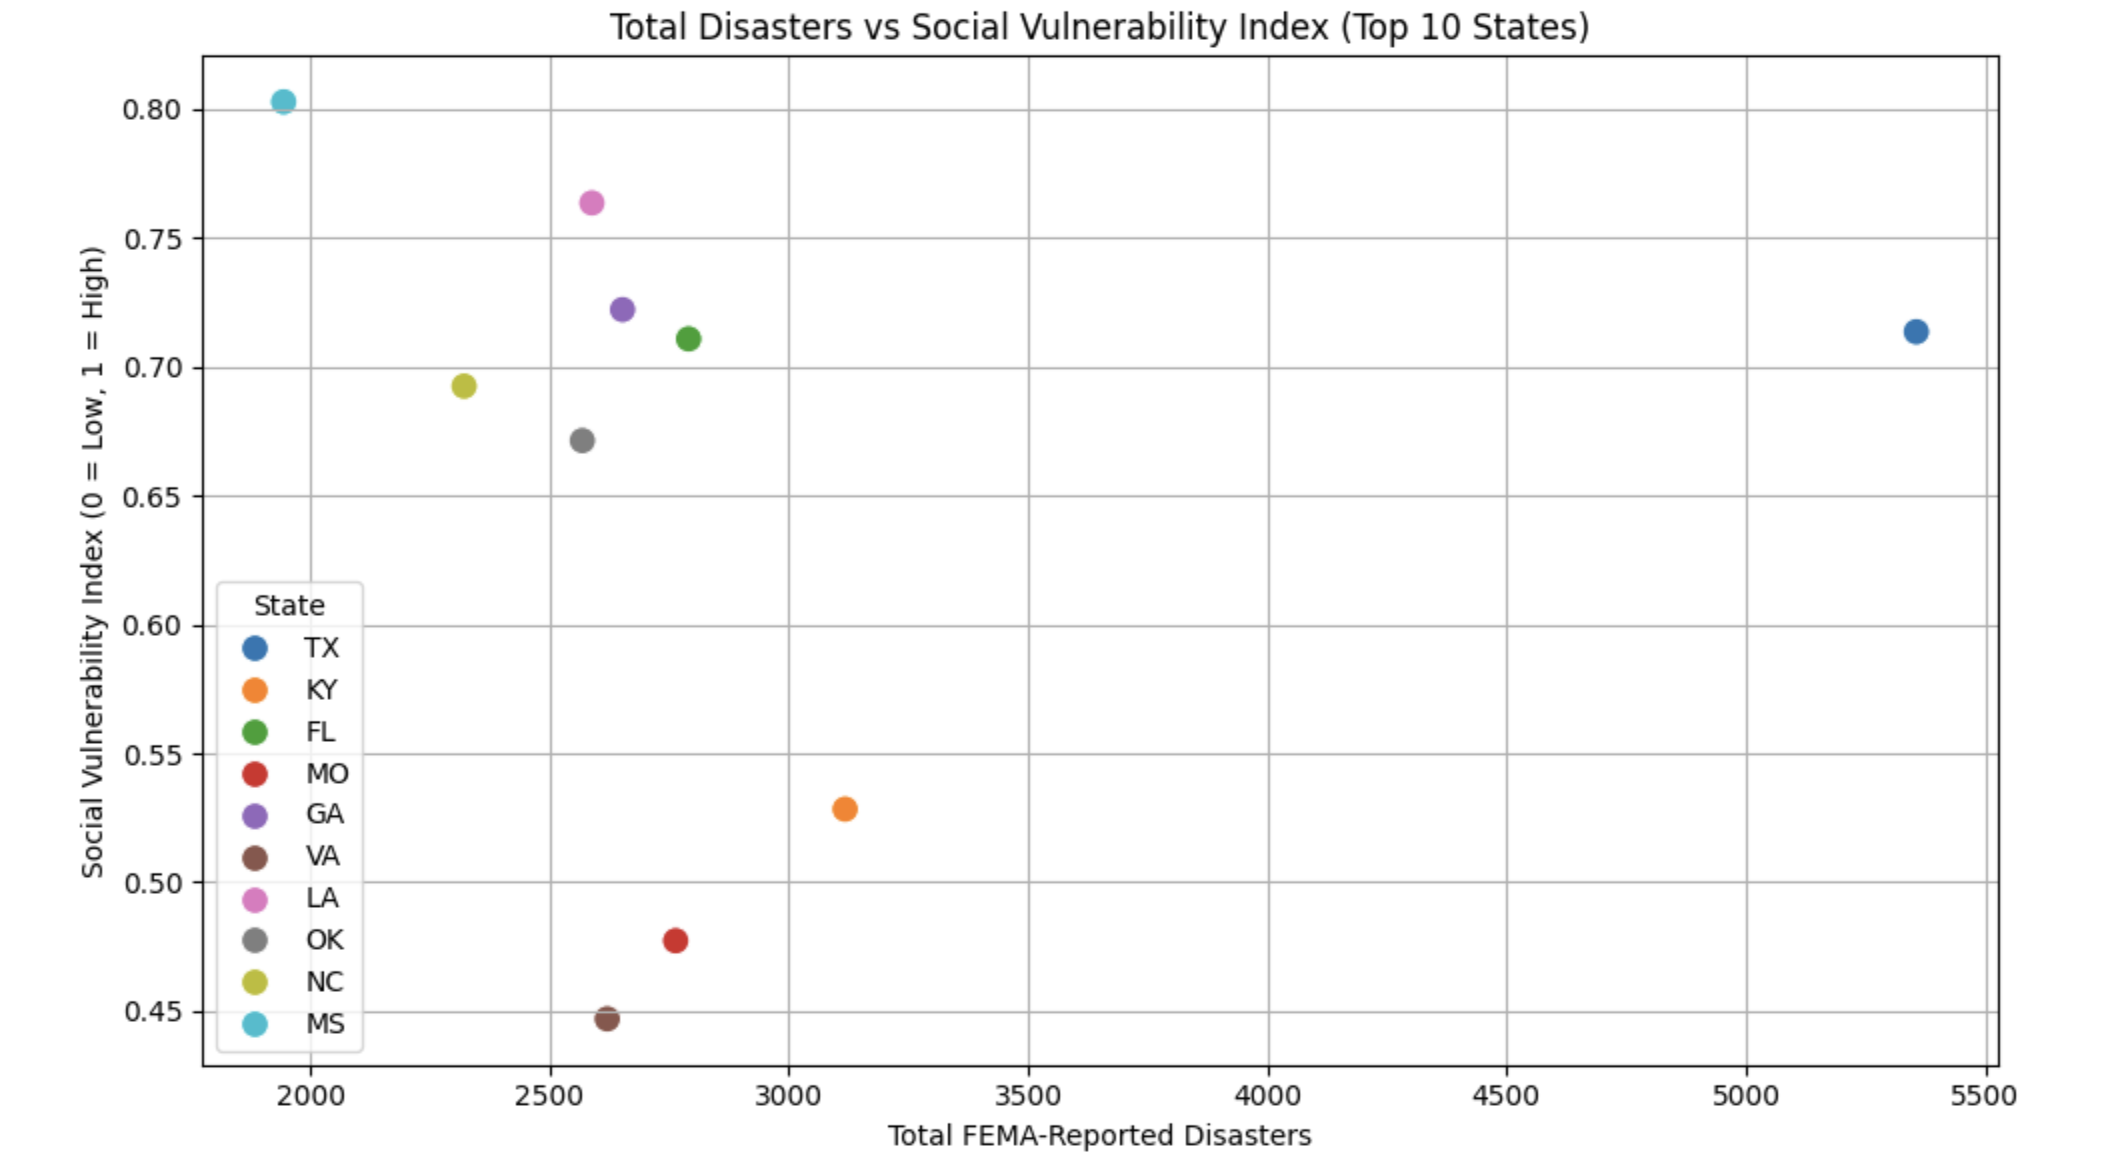 Total Disasters vs Social Vulnerability Index (Top 10 States)
Social Vulnerability Index (0 = Low, 1 = High)
0.80
0.75
0.70
0.65
0.60
0.55
0.50
0.45
State
TX
KY
FL
MO
GA
VA
LA
OK
NC
MS
2000 2500 3000 3500 4000 4500 5000 5500
Total FEMA-Reported Disasters